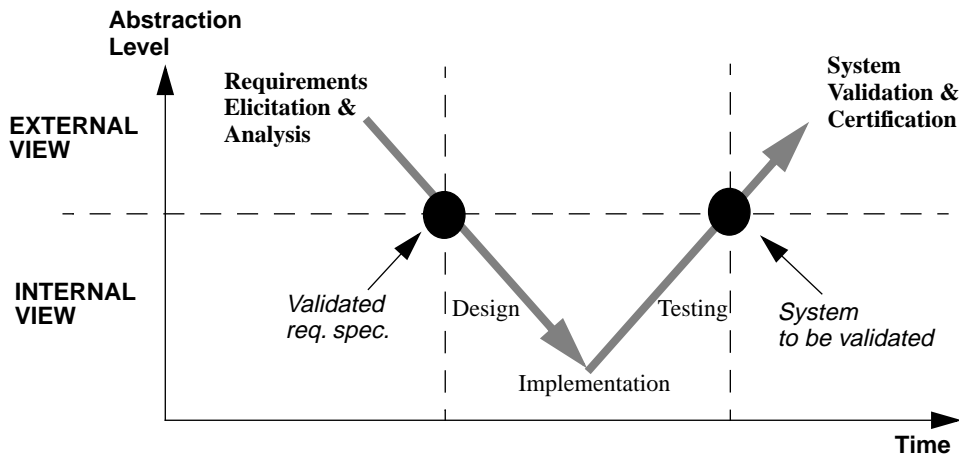 Abstraction
Level
Requirements
Elicitation &
Analysis
System
Validation &
Certification
EXTERNAL
VIEW
INTERNAL
VIEW
Validated
req. spec.
Design
Testing
System
to be validated
Implementation
Time